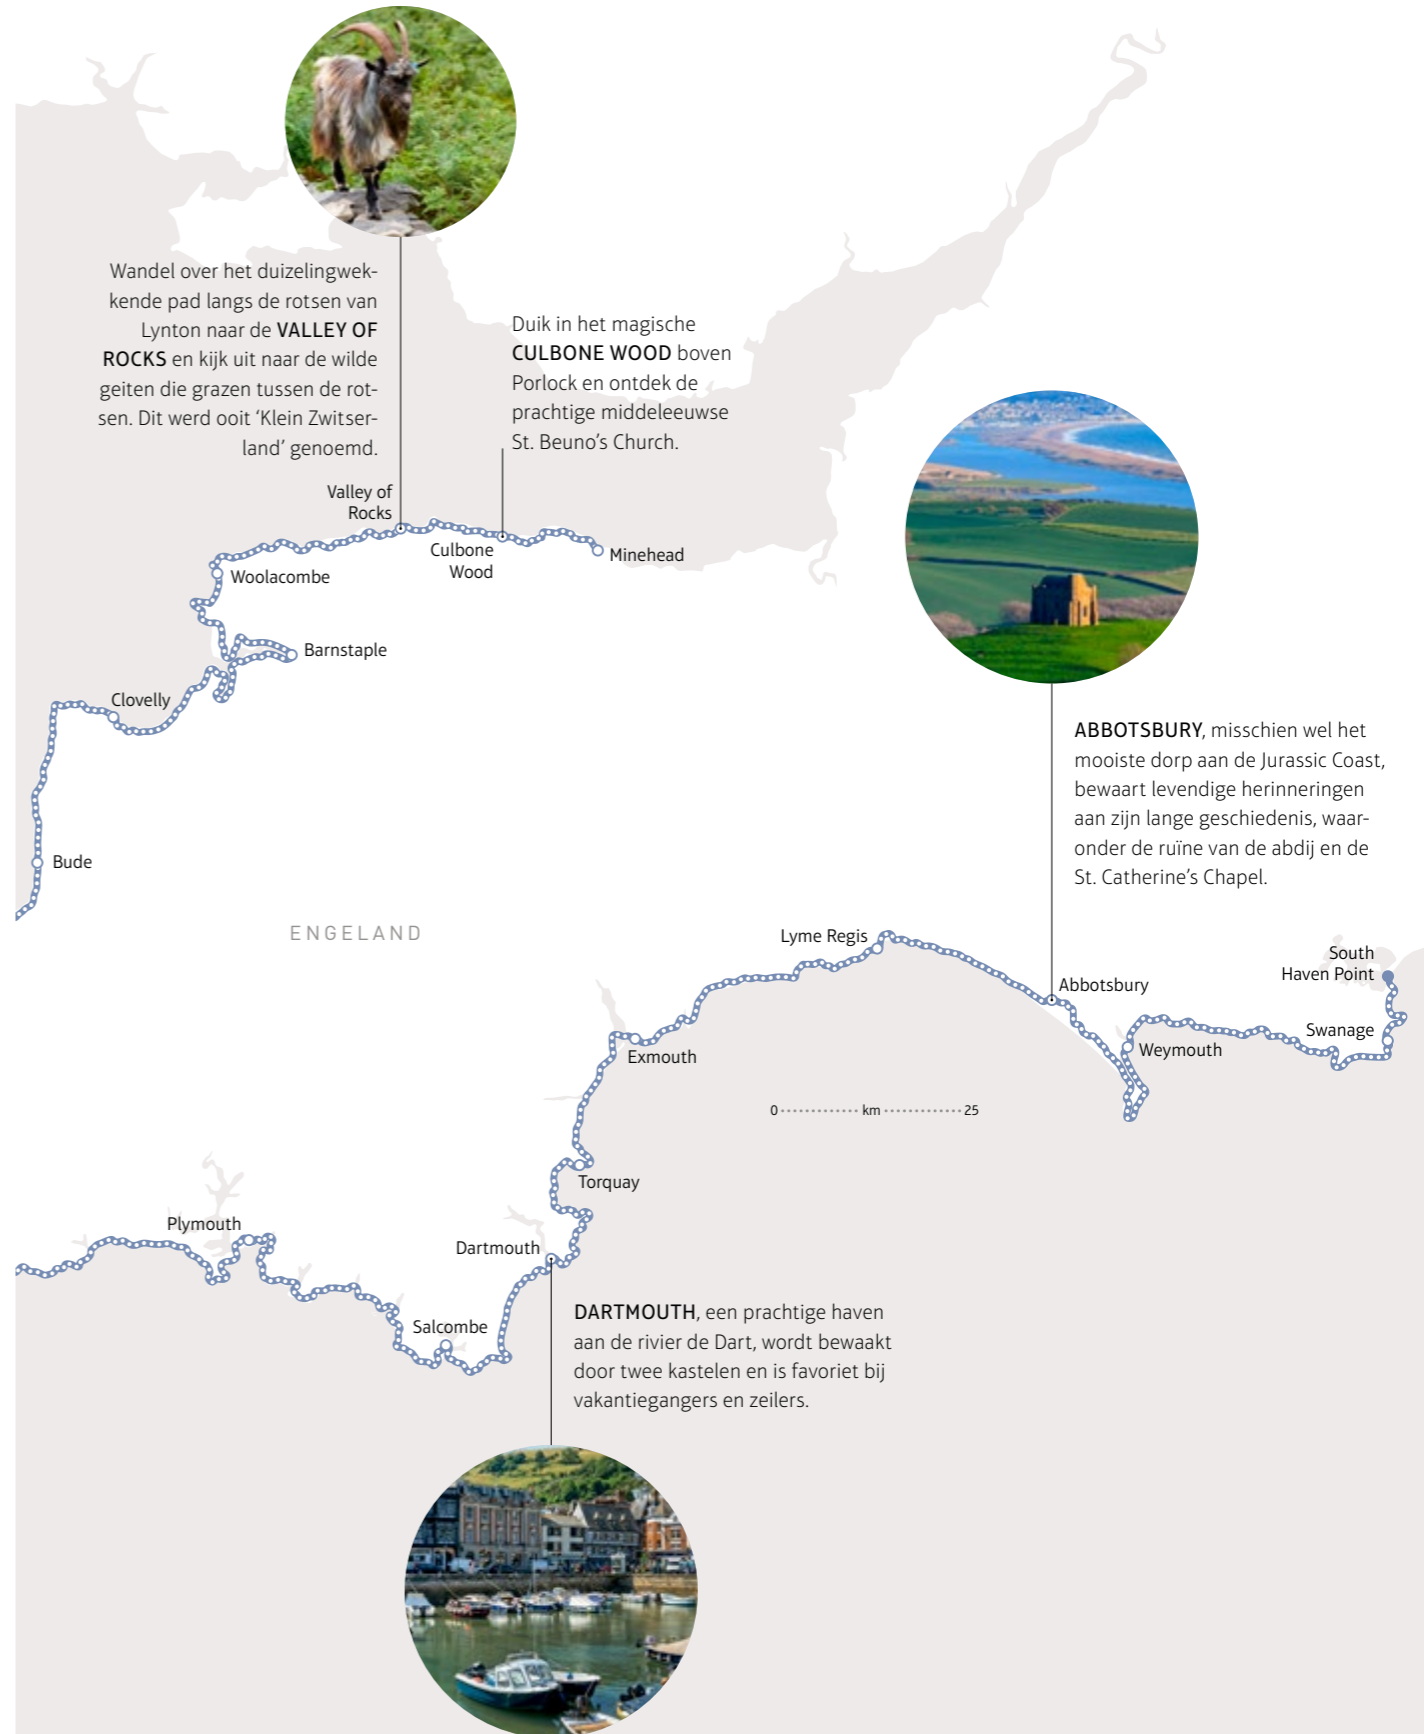 Wandel over het duizelingwek-
kende pad langs de rotsen van
Lynton naar de VALLEY OF
ROCKS en kijk uit naar de wilde
geiten die grazen tussen de rot-
sen. Dit werd ooit ‘Klein Zwitser-
land’ genoemd.
Duik in het magische
CULBONE WOOD boven
Porlock en ontdek de
prachtige middeleeuwse
St. Beuno’s Church.
Valley of
Rocks
Culbone
Wood
Minehead
Woolacombe
Barnstaple
Clovelly
Bude
ENGELAND
ABBOTSBURY, misschien wel het
mooiste dorp aan de Jurassic Coast,
bewaart levendige herinneringen
aan zijn lange geschiedenis, waar-
onder de ruïne van de abdij en de
St. Catherine’s Chapel.
Lyme Regis
South
Haven Point
Abbotsbury
Swanage
Weymouth
Exmouth
0 km 25
Torquay
Plymouth
Dartmouth
Salcombe
DARTMOUTH, een prachtige haven
aan de rivier de Dart, wordt bewaakt
door twee kastelen en is favoriet bij
vakantiegangers en zeilers.